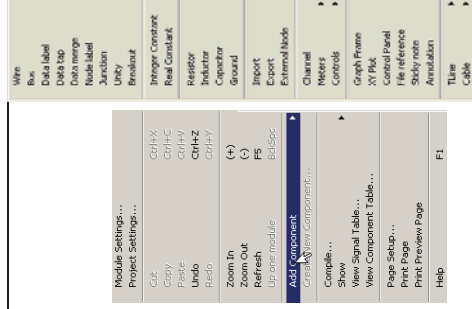 Wire
Bus
Data label
Data tap
Data merge
Node label
Junction
Unity
Breakout
Integer Constant
Real Constant
Resistor
Inductor
Capacitor
Ground
Import
Export
External Node
Channel
Meters
Controls
Graph Frame
XY Plot
Control Panel
File reference
Sticky note
Annotation
TLine
Cable
Module Settings...
Project Settings...
Cut Ctrl+X
Copy Ctrl+C
Paste Ctrl+V
Undo Ctrl+Z
Redo Ctrl+Y
Zoom In (+)
Zoom Out (-)
Refresh F5
Up one module BckSpc
Add Component
Create New Component...
Compile...
Show
View Signal Table...
View Component Table...
Page Setup...
Print Page
Print Preview Page
Help F1